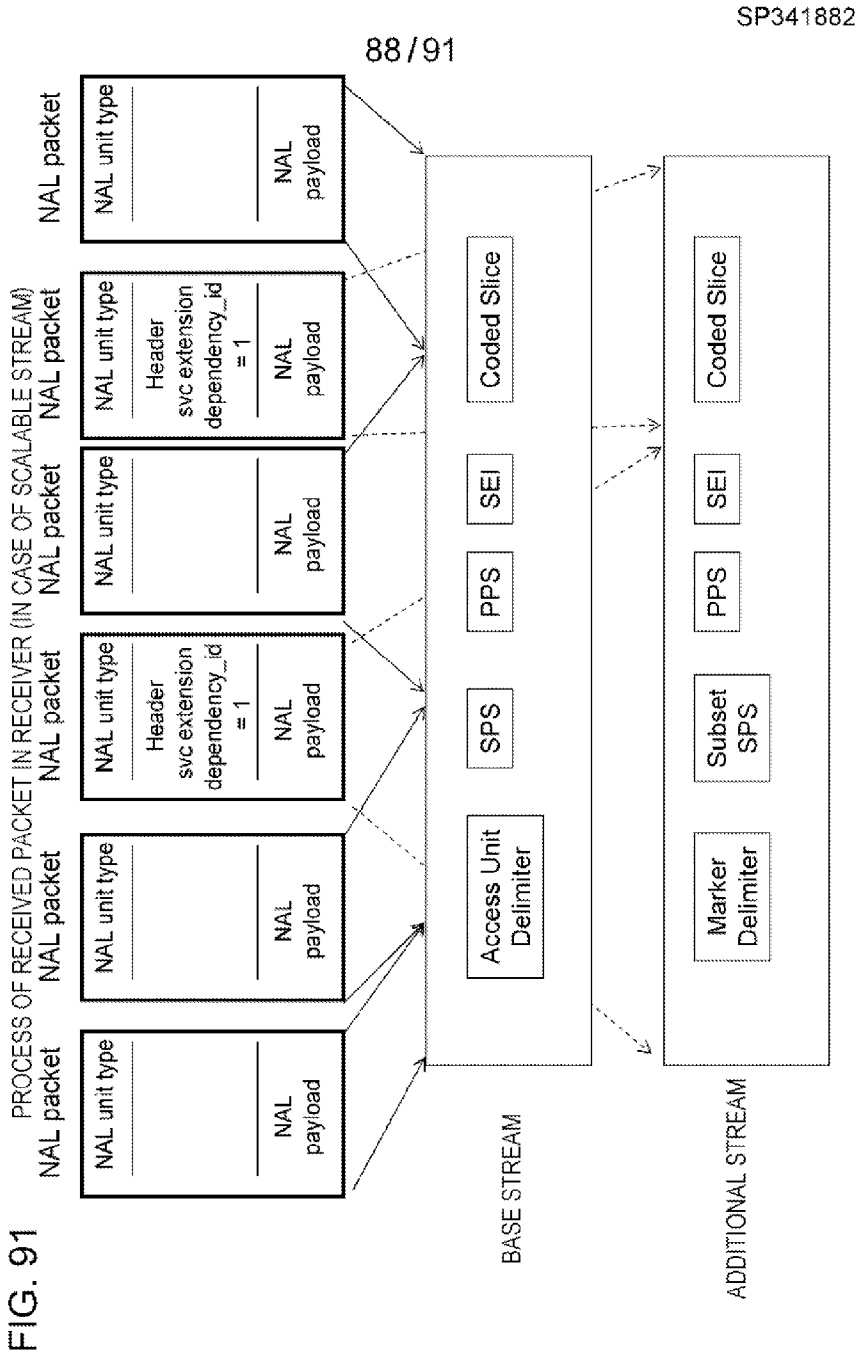 SP341882
88/91
FIG. 91
PROCESS OF RECEIVED PACKET IN RECEIVER (IN CASE OF SCALABLE STREAM)
NAL packet
NAL unit type
NAL
payload
NAL packet
NAL unit type
NAL
payload
NAL packet
NAL unit type
Header
svc extension
dependency_id
= 1
NAL
payload
NAL packet
NAL unit type
NAL
payload
NAL packet
NAL unit type
Header
svc extension
dependency_id
= 1
NAL
payload
NAL packet
NAL unit type
NAL
payload
BASE STREAM
Access Unit
Delimiter
SPS
PPS
SEI
Coded Slice
ADDITIONAL STREAM
Marker
Delimiter
Subset
SPS
PPS
SEI
Coded Slice